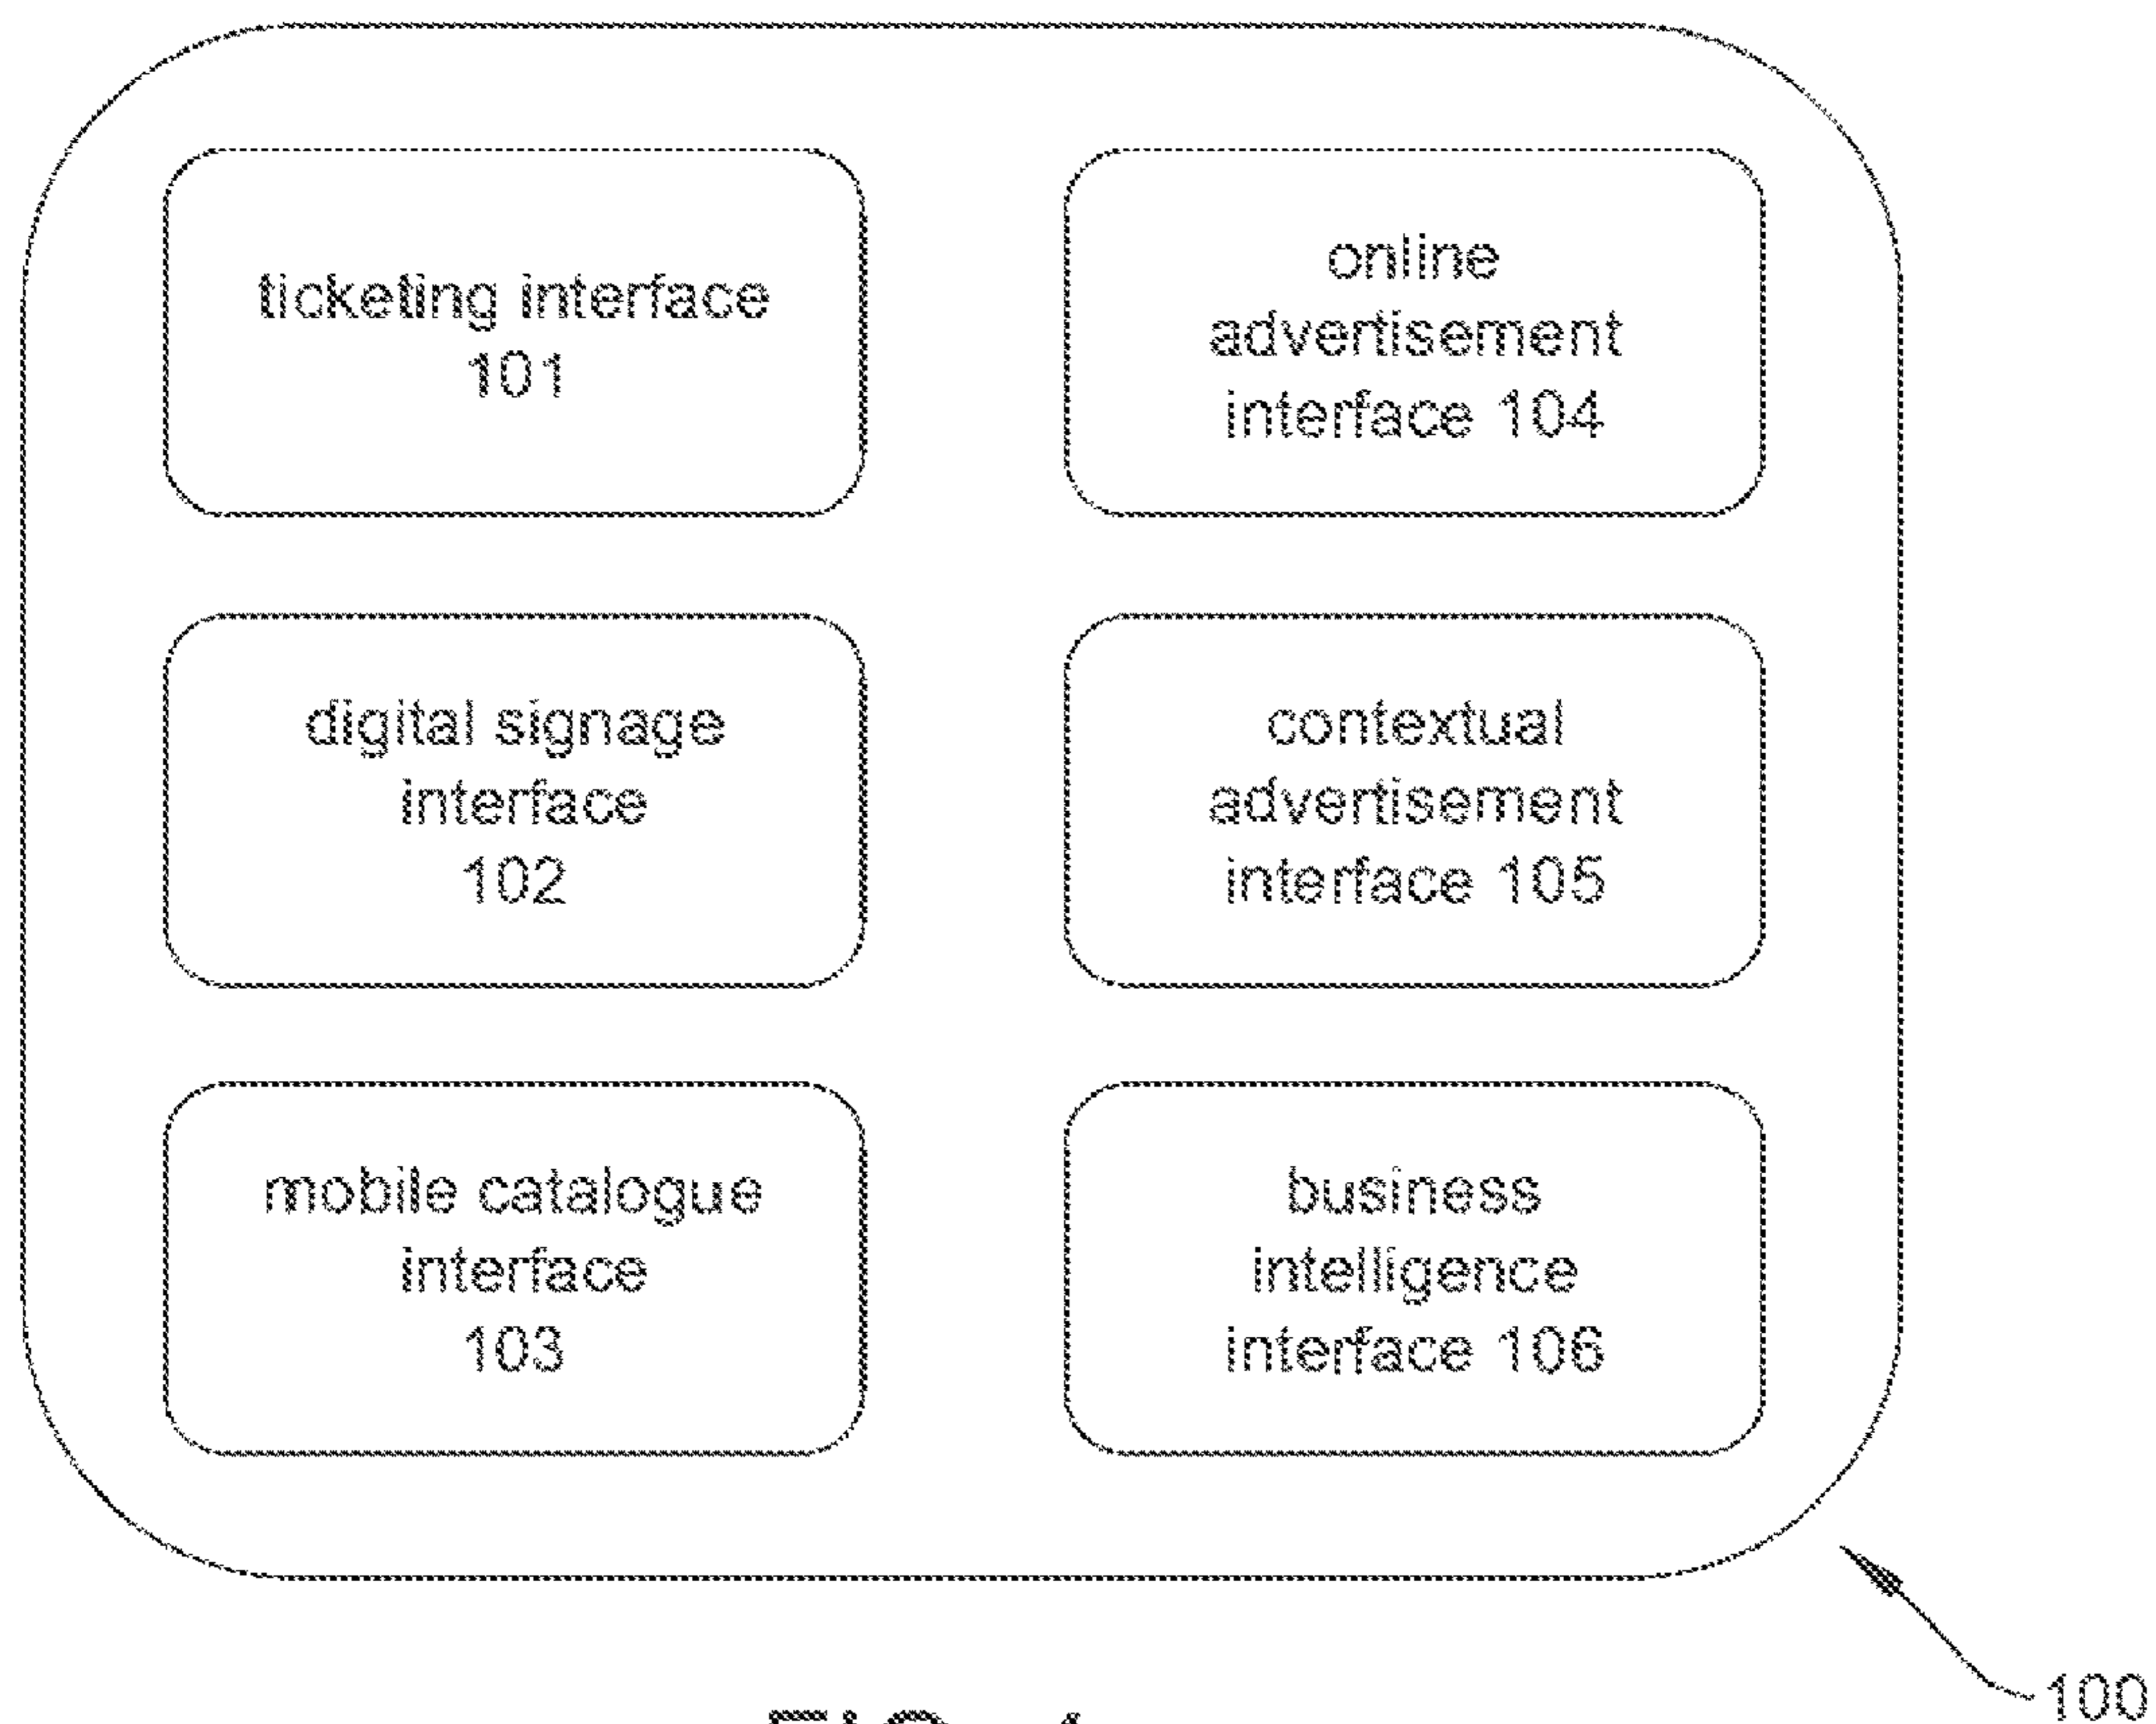 ticketing interface
101
online
advertisement
interface 104
digital signage
interface
102
contextual
advertisement
interface 105
mobile catalogue
interface
103
business
intelligence
interface 106
100